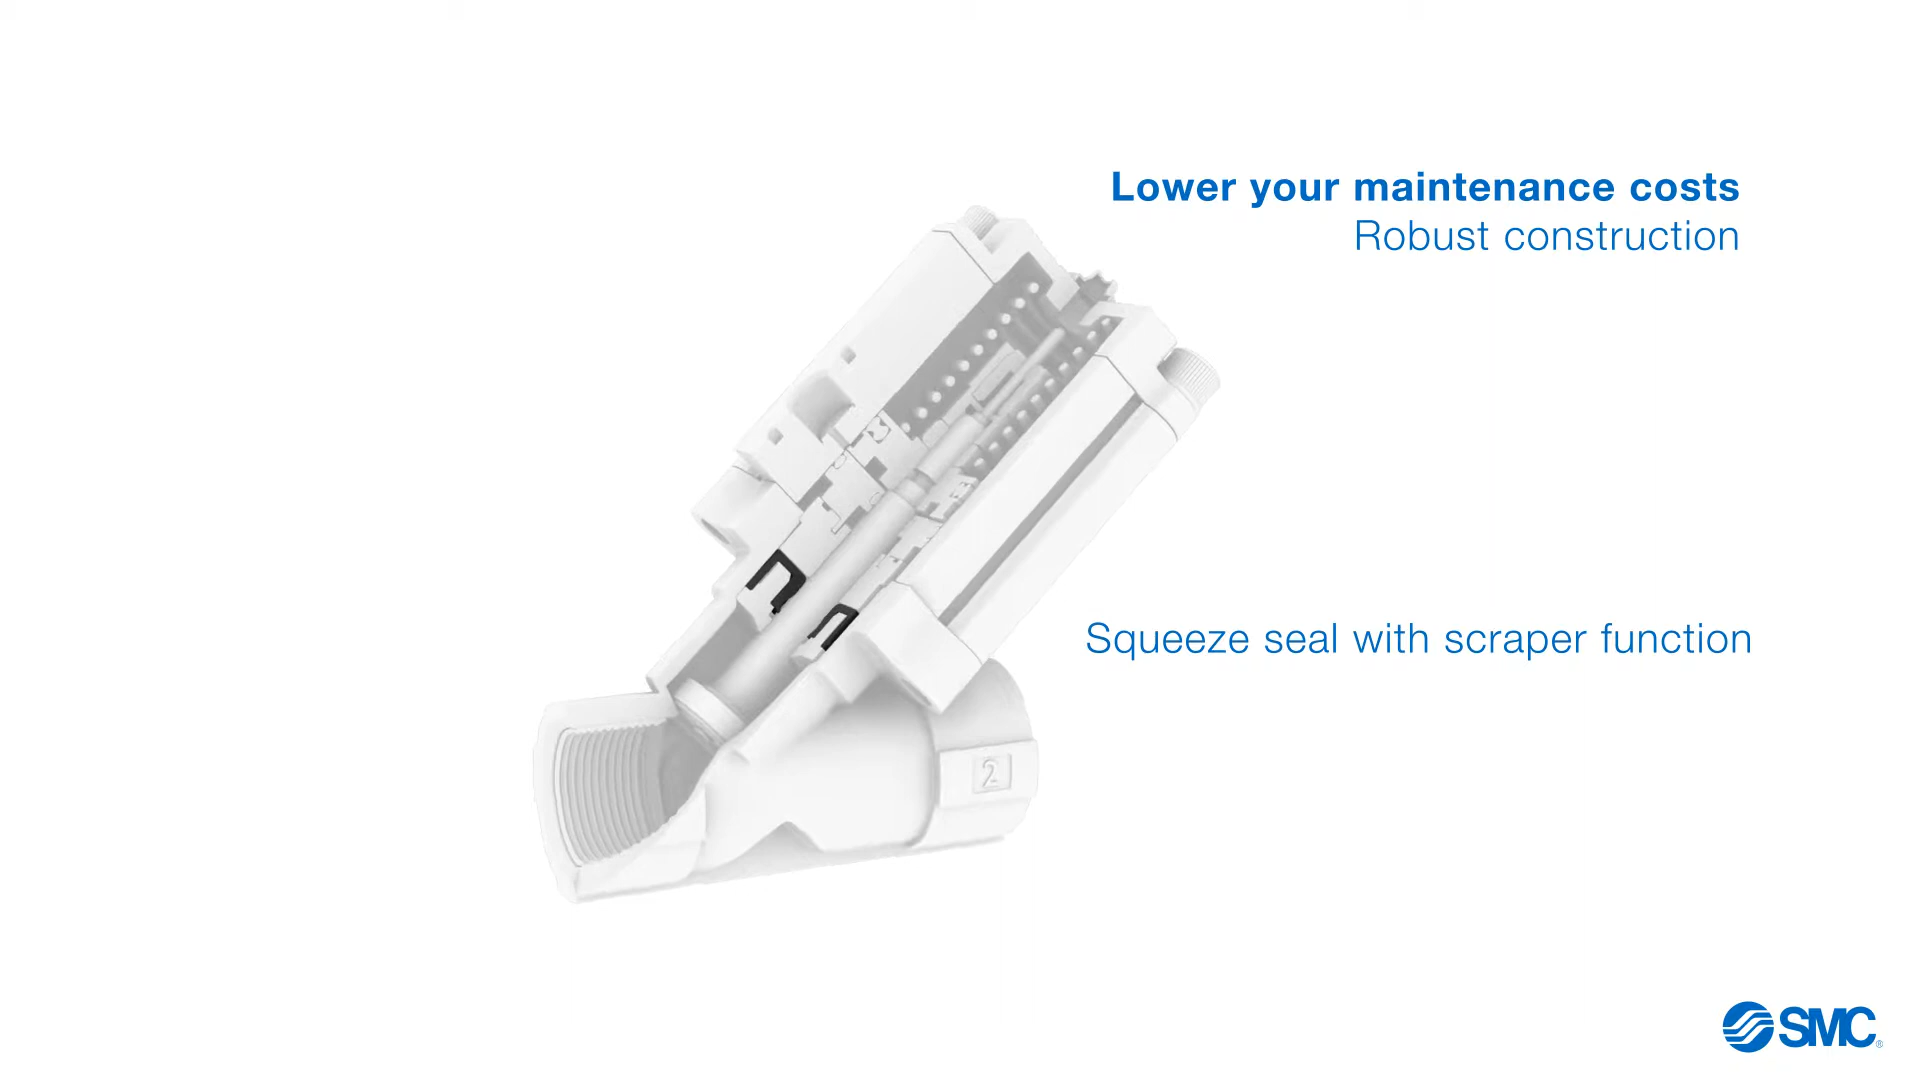 Lower your maintenance costs
Robust construction
Squeeze seal with scraper function
2
SMC®